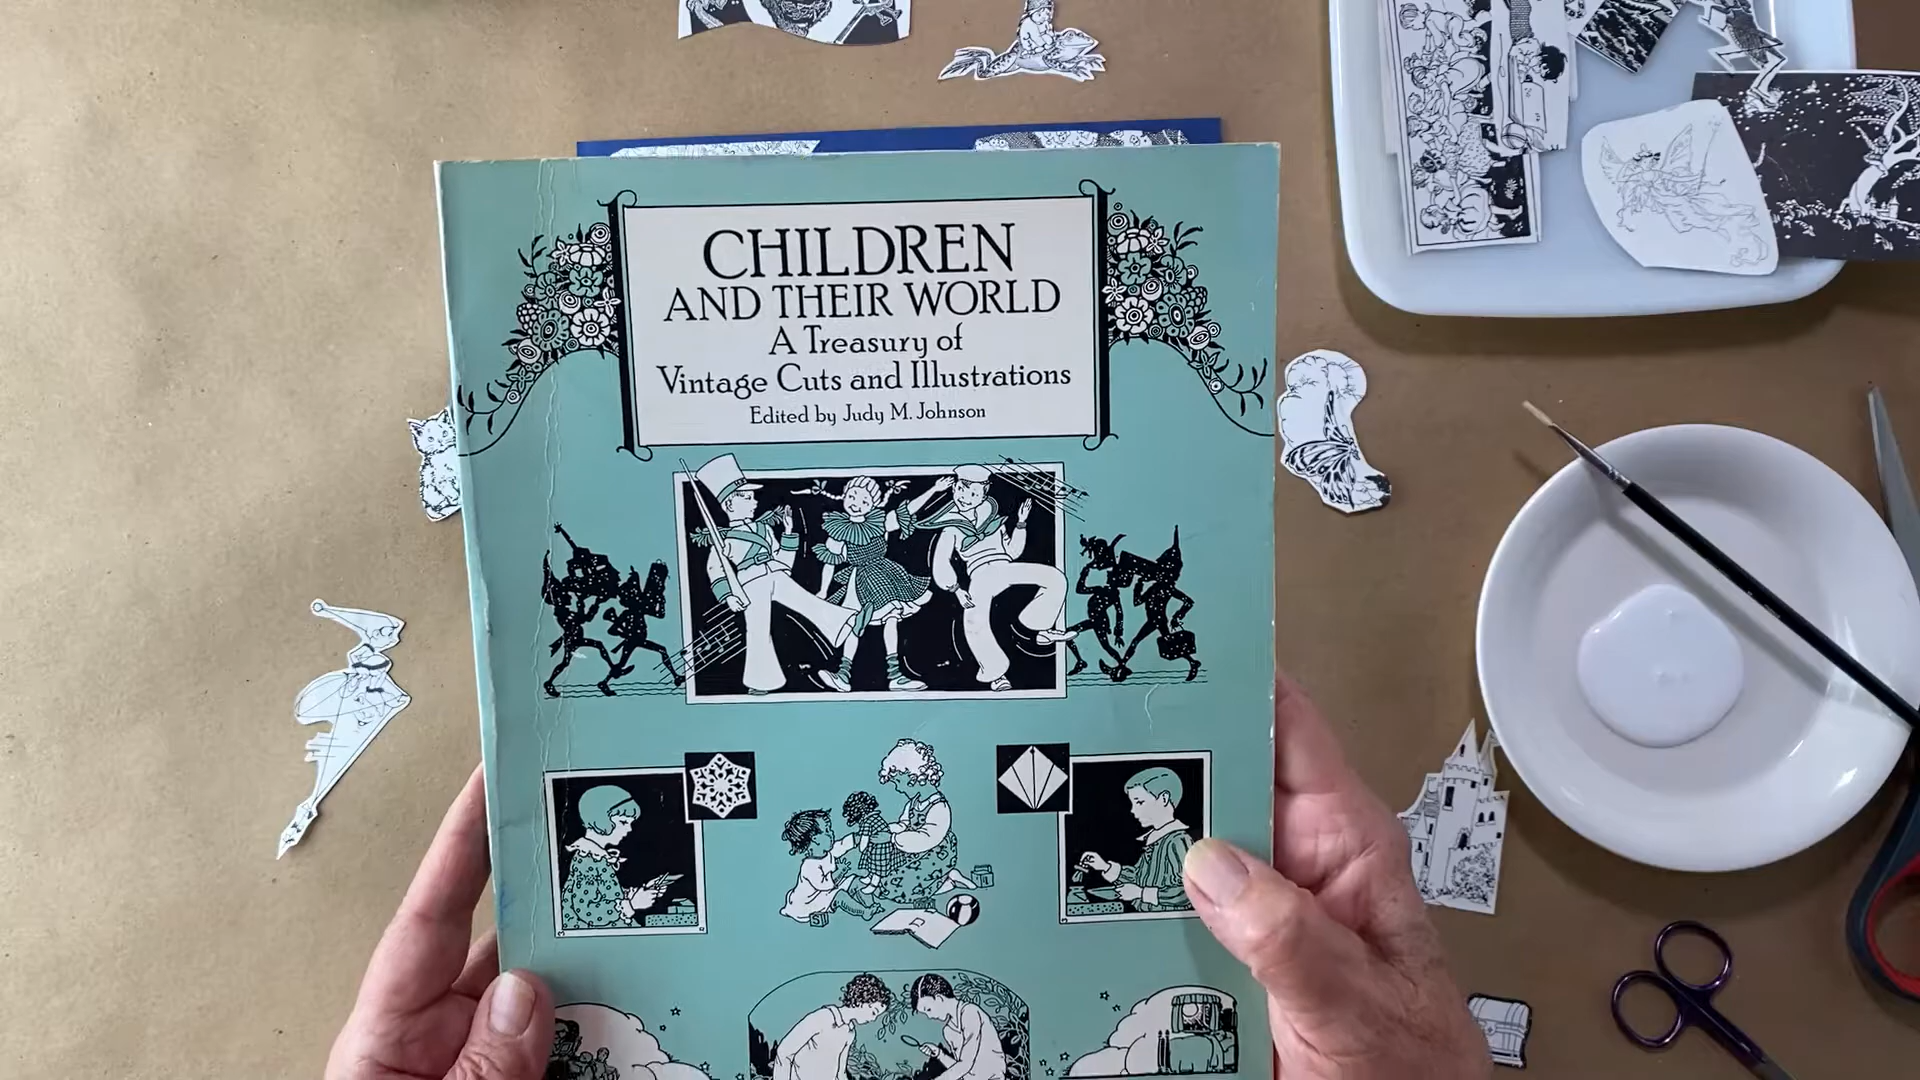 CHILDREN
AND THEIR WORLD
A Treasury of
Vintage Cuts and Illustrations
Edited by Judy M. Johnson